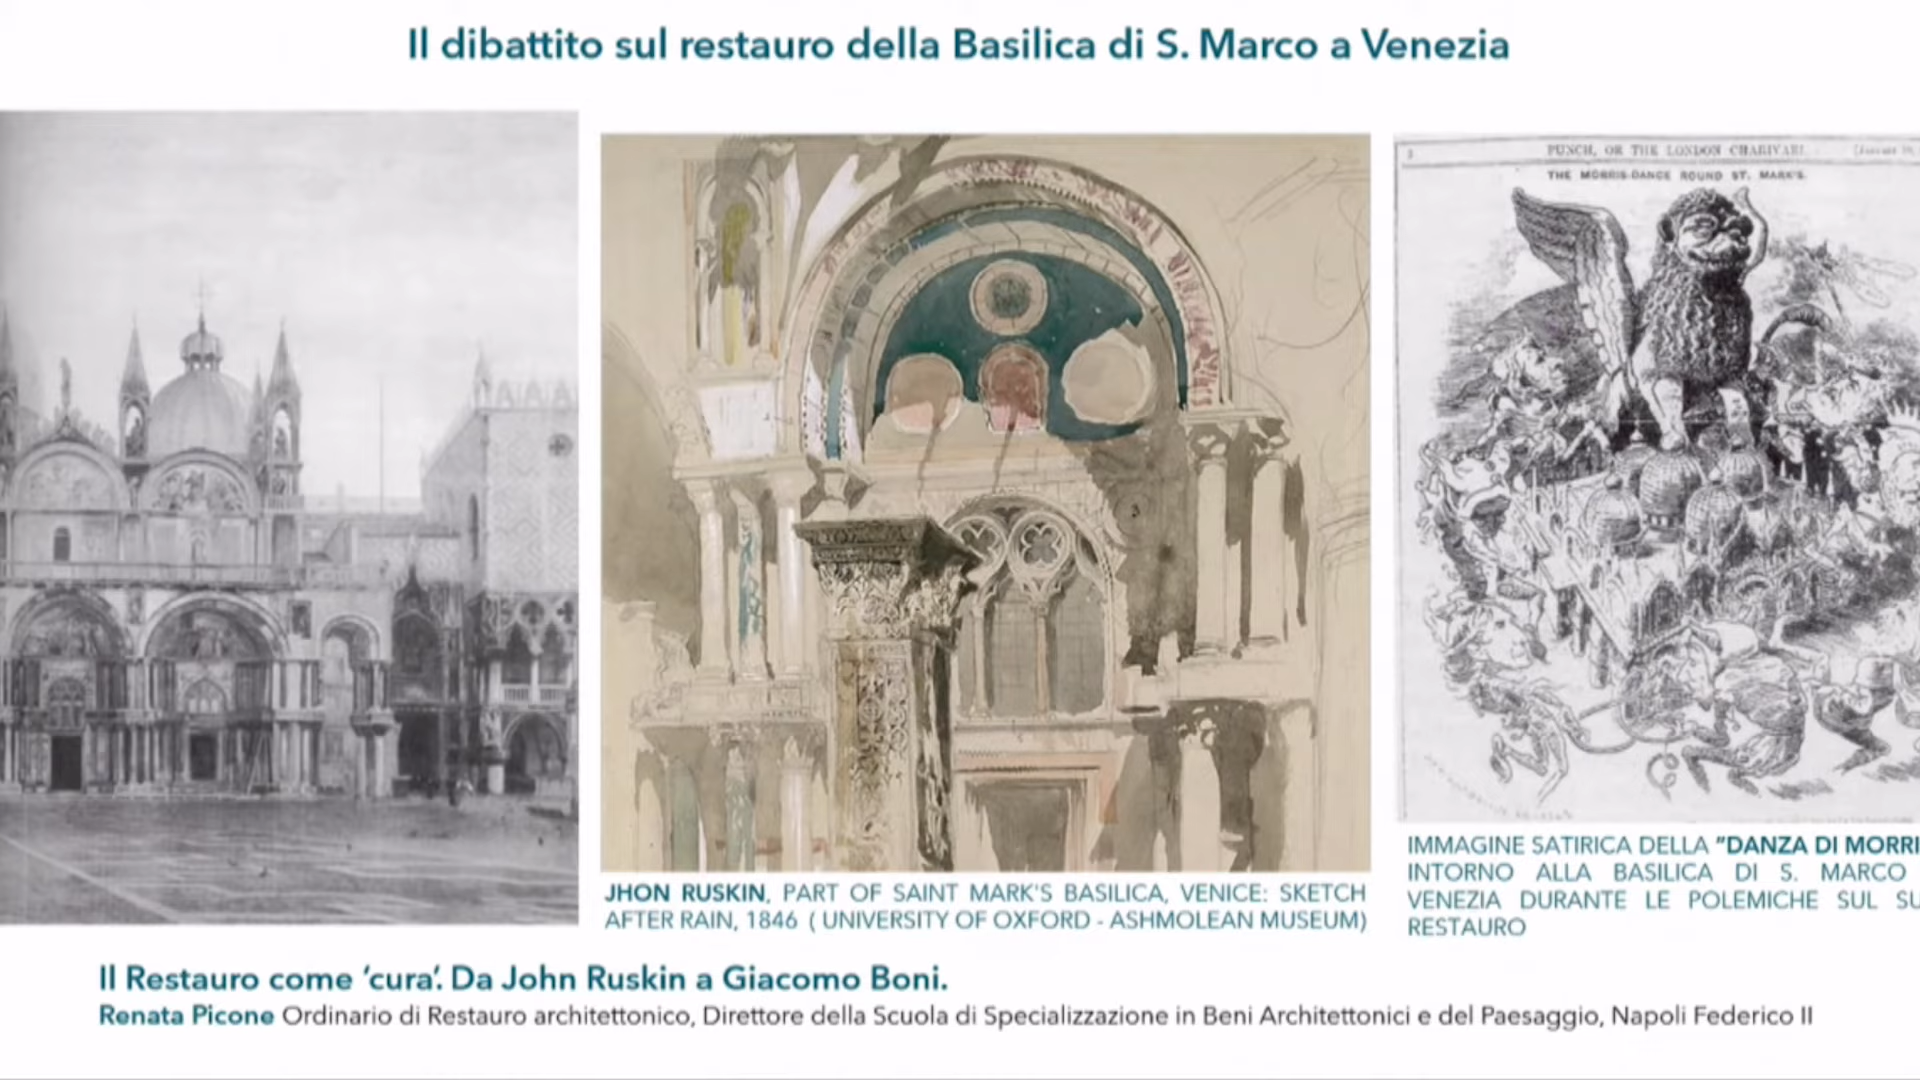 Il dibattito sul restauro della Basilica di S. Marco a Venezia
PUNCH, OR THE LONDON CHARIVARI.
THE MORRIS-DANCE ROUND ST. MARK'S.
JHON RUSKIN, PART OF SAINT MARK'S BASILICA, VENICE: SKETCH
AFTER RAIN, 1846 ( UNIVERSITY OF OXFORD - ASHMOLEAN MUSEUM)
IMMAGINE SATIRICA DELLA "DANZA DI MORRI
INTORNO ALLA BASILICA DI S. MARCO
VENEZIA DURANTE LE POLEMICHE SUL SU
RESTAURO
Il Restauro come 'cura'. Da John Ruskin a Giacomo Boni.
Renata Picone Ordinario di Restauro architettonico, Direttore della Scuola di Specializzazione in Beni Architettonici e del Paesaggio, Napoli Federico II